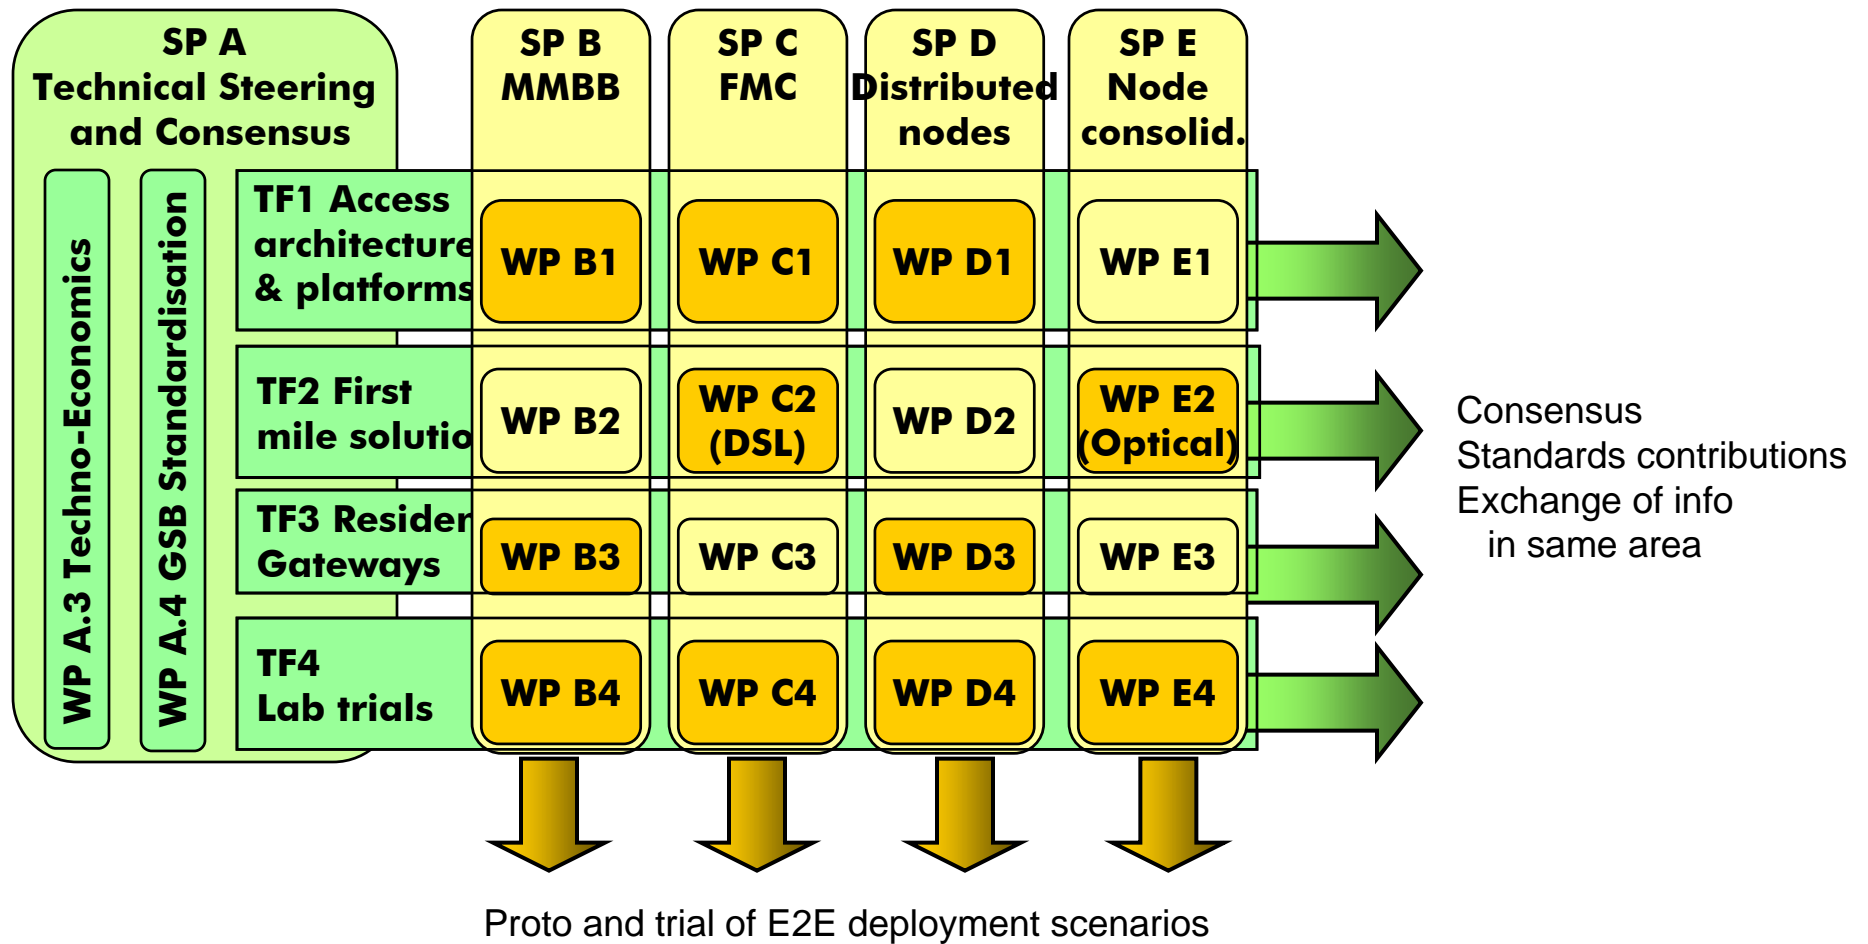 SP A
Technical Steering
and Consensus
SP B
MMBB
SP C
FMC
SP D
Distributed
nodes
SP E
Node
consolid.
WP A.3 Techno-Economics
WP A.4 GSB Standardisation
TF1 Access
architecture
& platforms
WP B1
WP C1
WP D1
WP E1
TF2 First
mile solutio
WP B2
WP C2
(DSL)
WP D2
WP E2
(Optical)
TF3 Residen
Gateways
WP B3
WP C3
WP D3
WP E3
TF4
Lab trials
WP B4
WP C4
WP D4
WP E4
Consensus
Standards contributions
Exchange of info
in same area
Proto and trial of E2E deployment scenarios